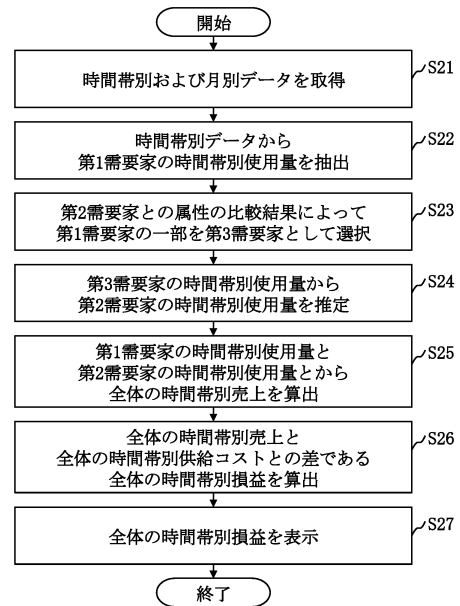 開始
時間帯別および月別データを取得
S21
時間帯別データから
第1需要家の時間帯別使用量を抽出
S22
第2需要家との属性の比較結果によって
第1需要家の一部を第3需要家として選択
S23
第3需要家の時間帯別使用量から
第2需要家の時間帯別使用量を推定
S24
第1需要家の時間帯別使用量と
第2需要家の時間帯別使用量とから
全体の時間帯別売上を算出
S25
全体の時間帯別売上と
全体の時間帯別供給コストとの差である
全体の時間帯別損益を算出
S26
全体の時間帯別損益を表示
S27
終了